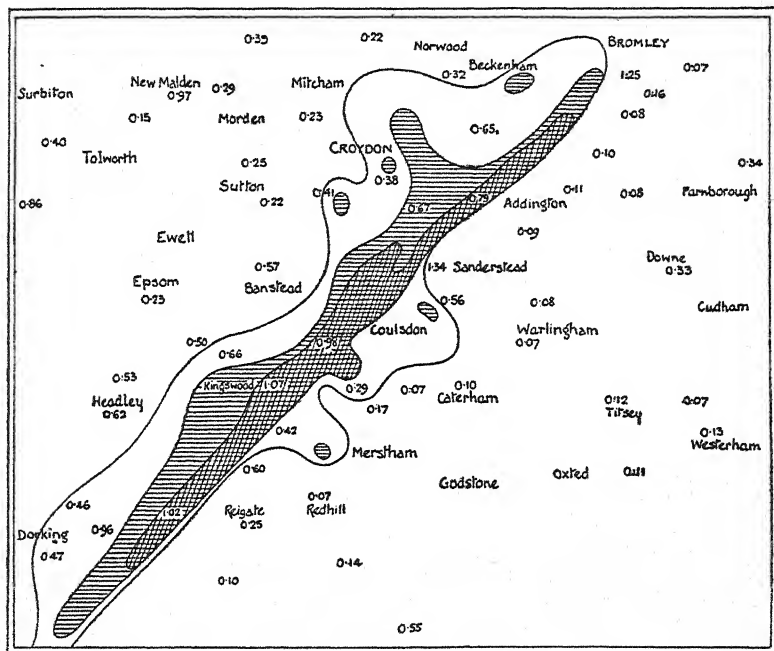 0.39
0.22
Norwood
BROMLEY
0.32
Beckenham
1.25
0.07
Surbiton
New Malden
0.97
0.29
Mitcham
0.16
0.15
Morden
0.23
0.65
0.08
0.40
Tolworth
CROYDON
0.10
0.34
0.25
Sutton
0.41
0.38
0.86
0.22
0.67
0.79
Addington
0.11
0.08
Farnborough
Ewell
0.09
Epsom
0.23
0.57
Banstead
1.34
Sanderstead
Downe
0.33
0.56
0.08
Cudham
0.50
Coulsdon
Warlingham
0.07
0.66
0.98
0.53
Headley
0.62
Kingswood
1.07
0.29
0.07
0.10
Caterham
0.17
0.12
Titsey
0.07
0.42
0.13
Westerham
Merstham
0.60
Godstone
Oxted
0.11
0.46
0.07
Redhill
Dorking
0.47
0.96
1.02
Reigate
0.25
0.10
0.14
0.55